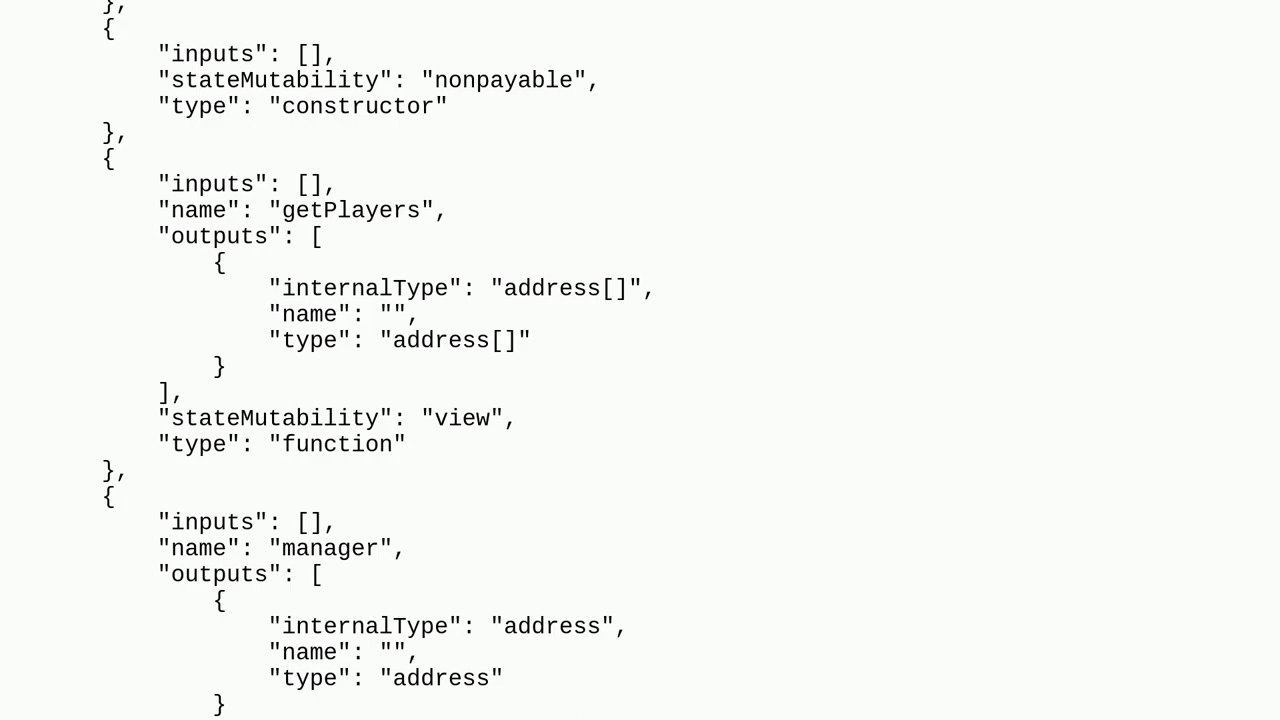 },
{
"inputs": [],
"stateMutability": "nonpayable",
"type": "constructor"
},
{
"inputs": [],
"name": "getPlayers",
"outputs": [
{
"internalType": "address[]",
"name": "",
"type": "address[]"
}
],
"stateMutability": "view",
"type": "function"
},
{
"inputs": [],
"name": "manager",
"outputs": [
{
"internalType": "address",
"name": "",
"type": "address"
}